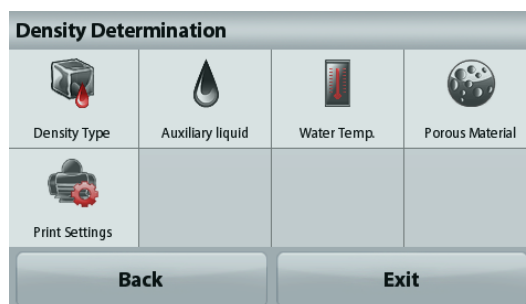 Density Determination
Density Type
Auxiliary liquid
Water Temp.
Porous Material
Print Settings
Back
Exit